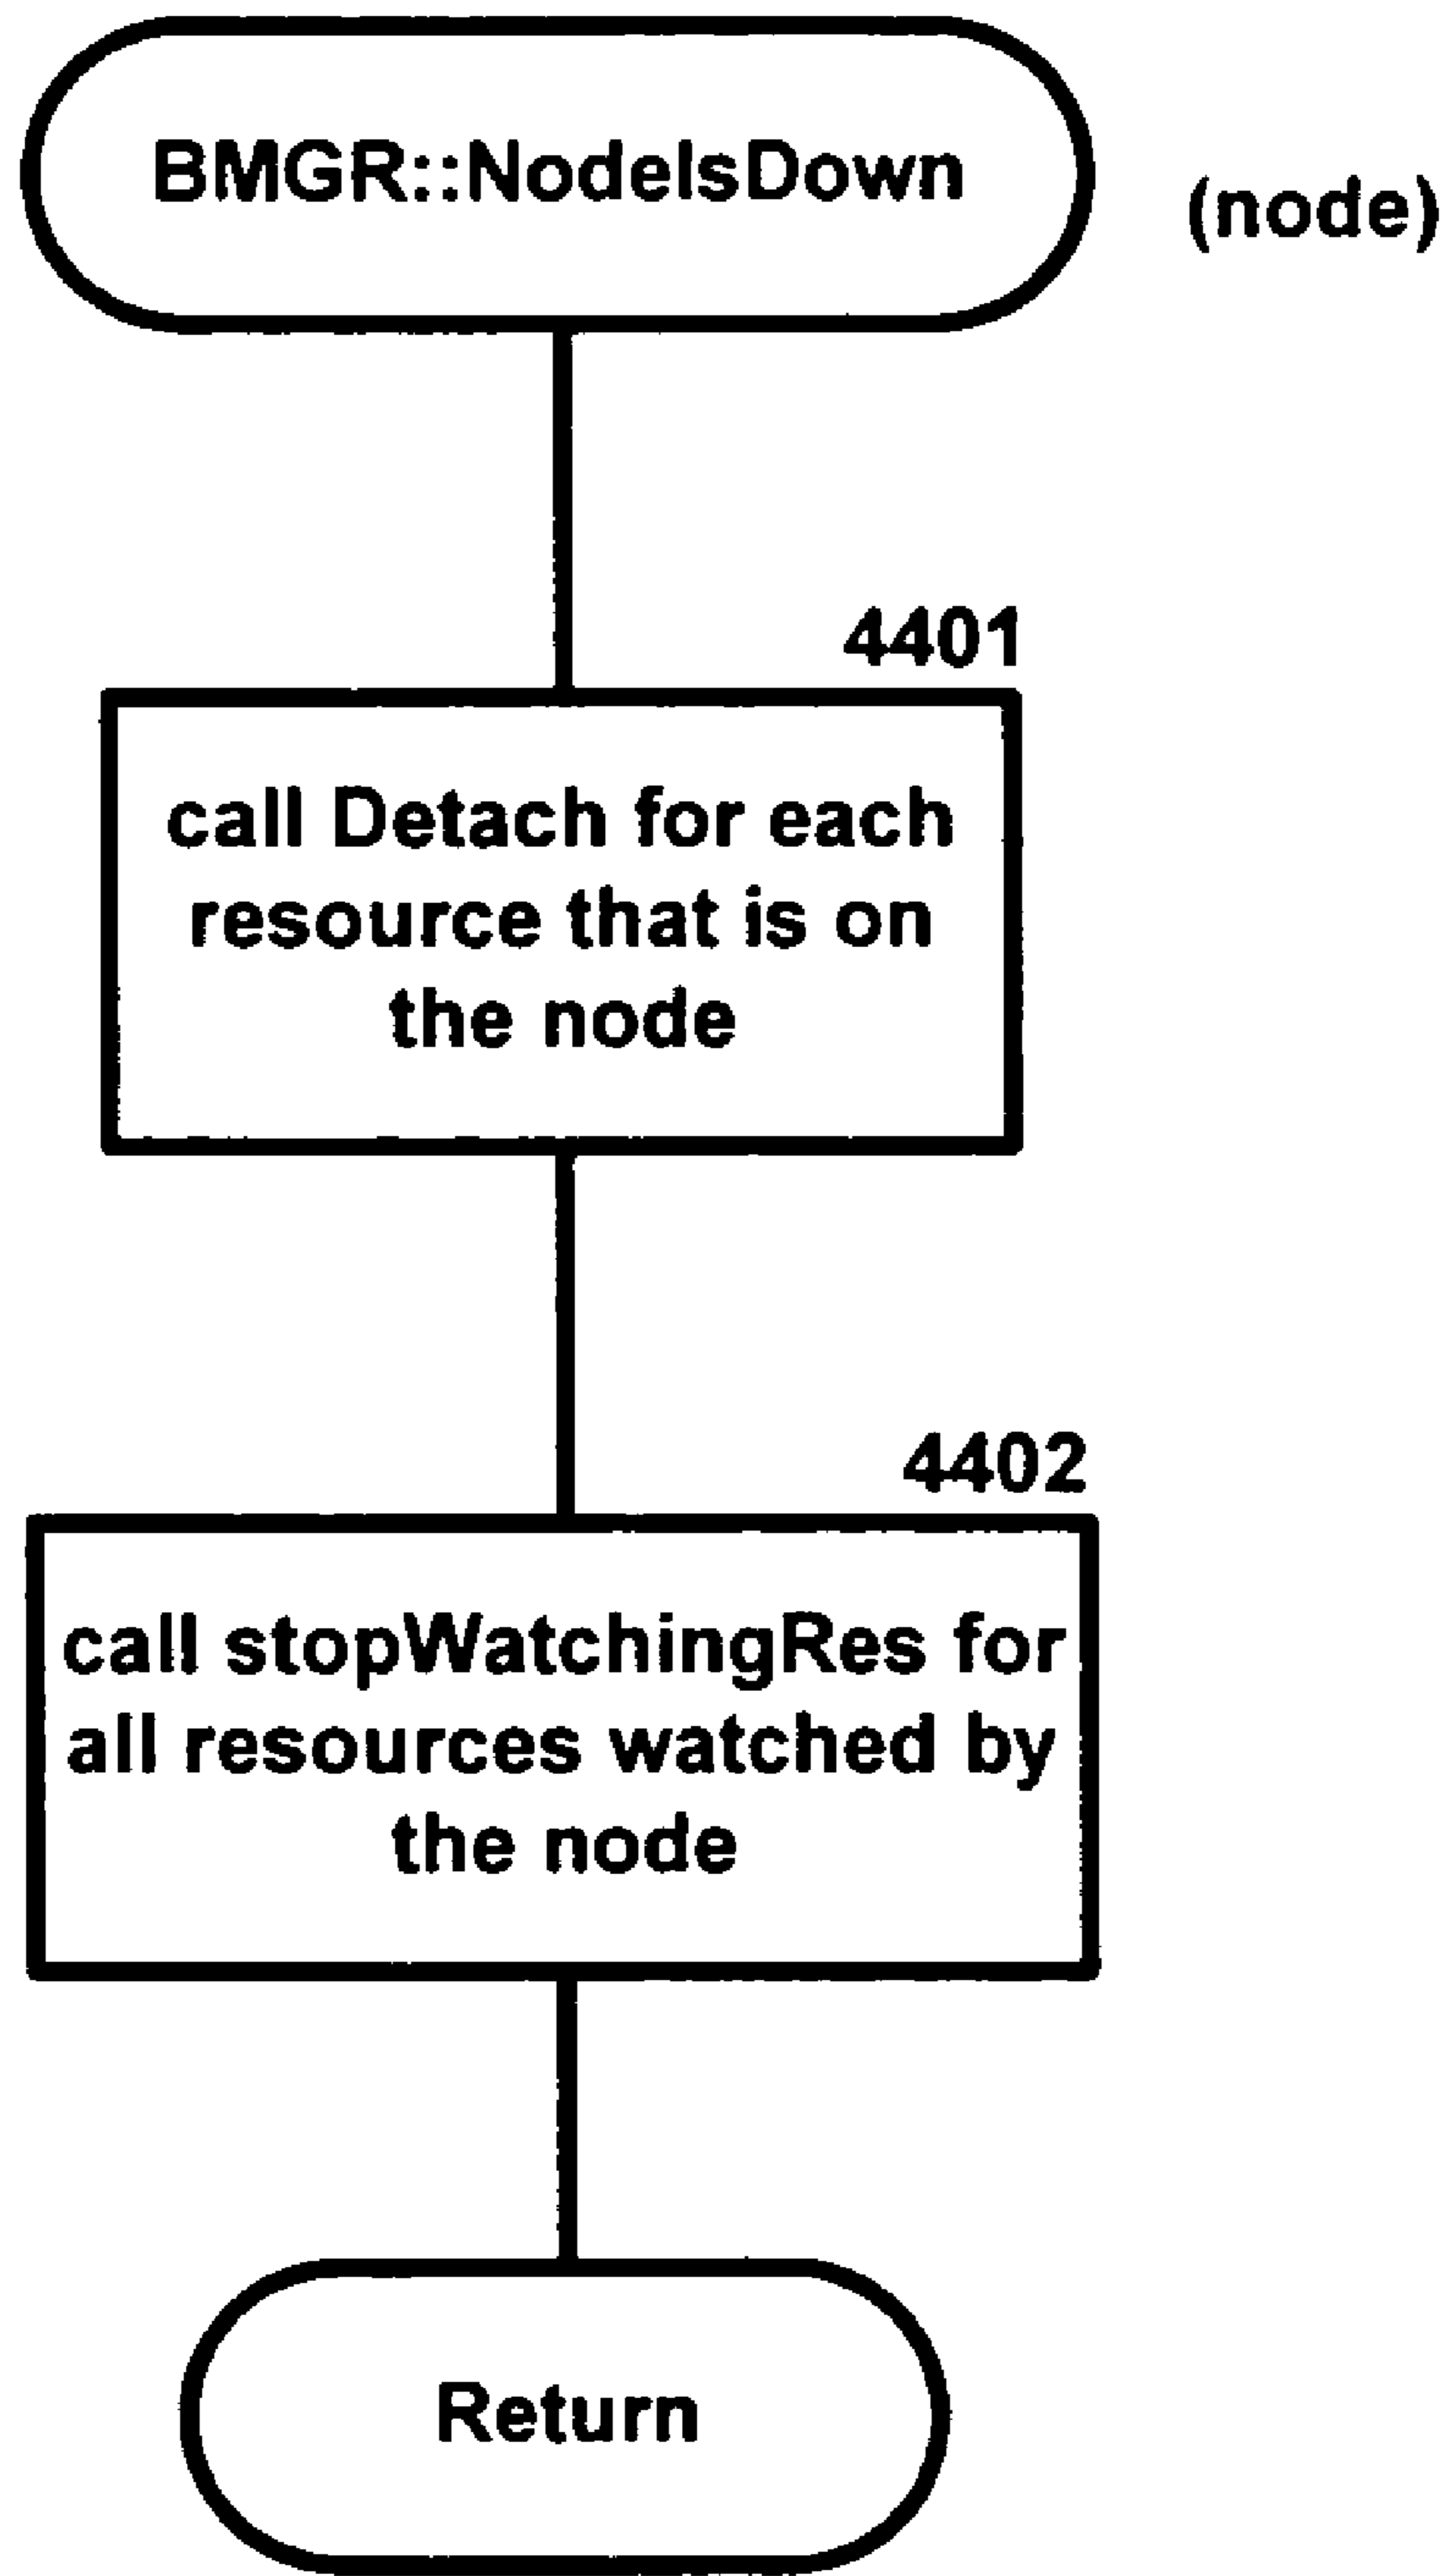 BMGR::NodeIsDown
(node)
4401
call Detach for each
resource that is on
the node
4402
call stopWatchingRes for
all resources watched by
the node
Return